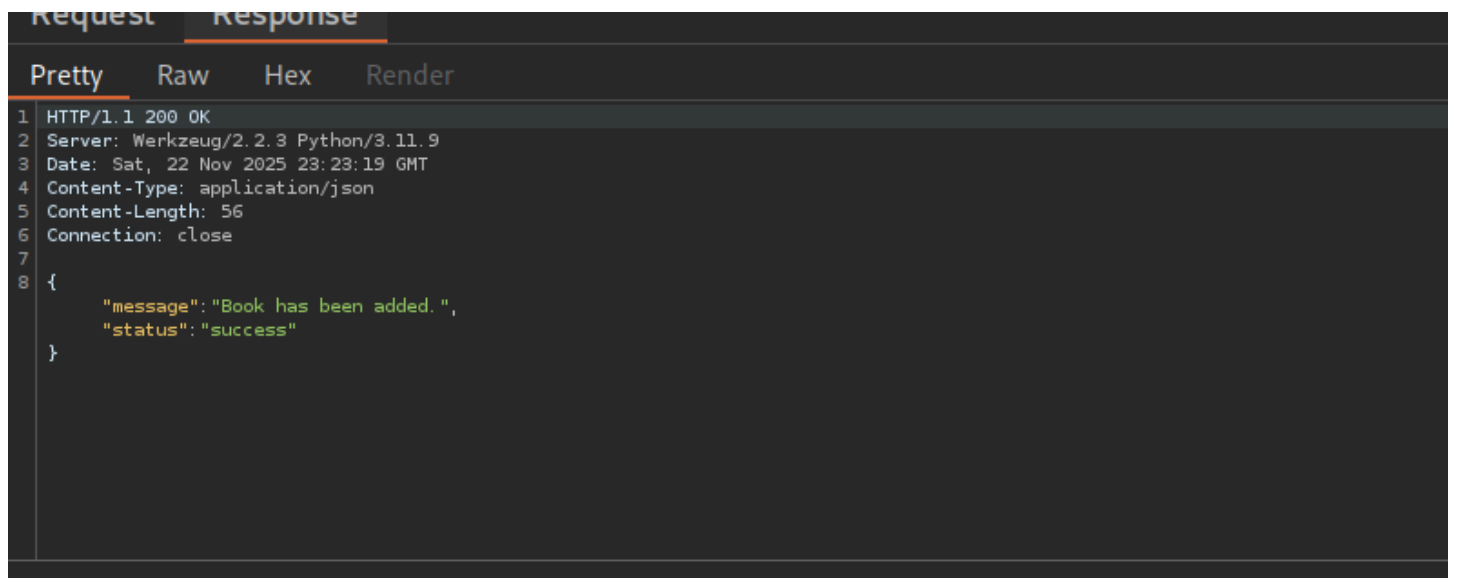 Request Response
Pretty Raw Hex Render
1 HTTP/1.1 200 OK
2 Server: Werkzeug/2.2.3 Python/3.11.9
3 Date: Sat, 22 Nov 2025 23:23:19 GMT
4 Content-Type: application/json
5 Content-Length: 56
6 Connection: close
7
8 {
"message":"Book has been added.",
"status":"success"
}